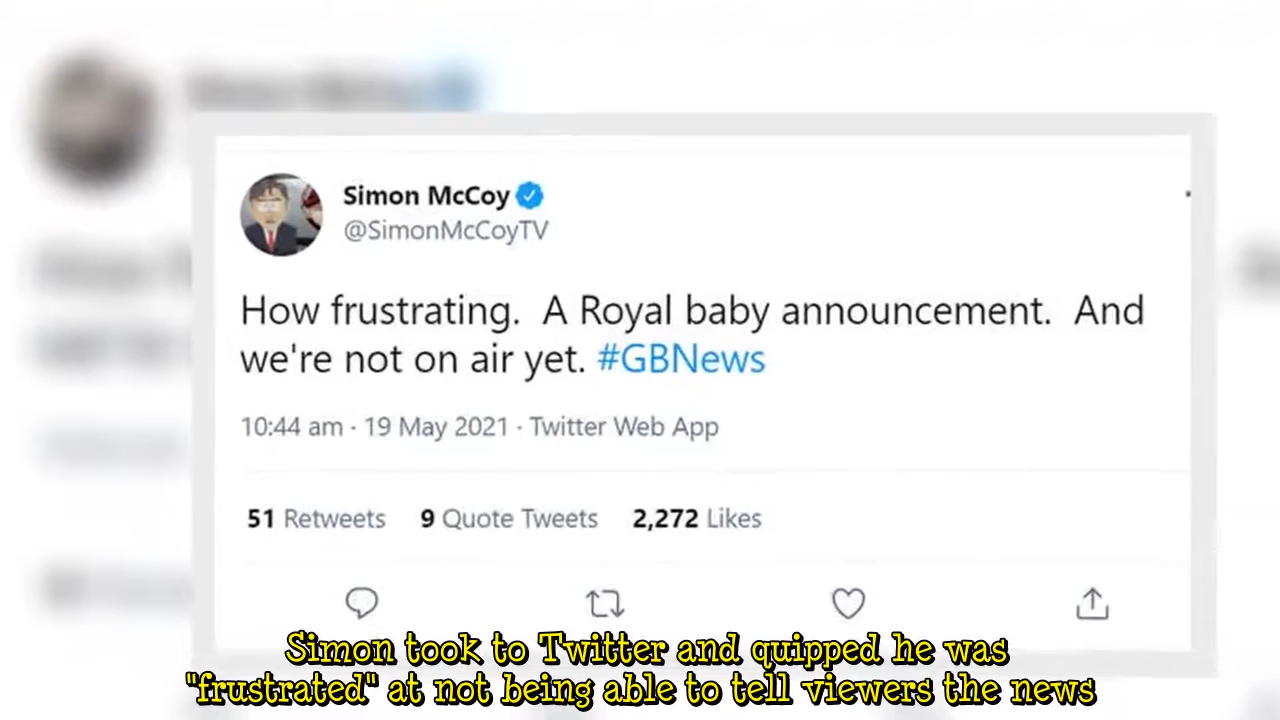 Simon McCoy
@SimonMcCoyTV
How frustrating. A Royal baby announcement. And
we're not on air yet. #GBNews
10:44 am · 19 May 2021 · Twitter Web App
51 Retweets 9 Quote Tweets 2,272 Likes
Simon took to Twitter and quipped he was
"frustrated" at not being able to tell viewers the news